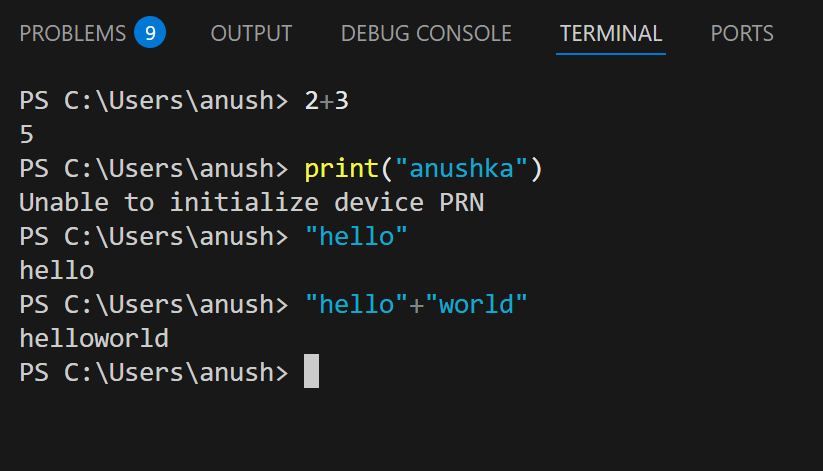 PROBLEMS 9 OUTPUT DEBUG CONSOLE TERMINAL PORTS
PS C:\Users\anush> 2+3
5
PS C:\Users\anush> print("anushka")
Unable to initialize device PRN
PS C:\Users\anush> "hello"
hello
PS C:\Users\anush> "hello"+"world"
helloworld
PS C:\Users\anush>